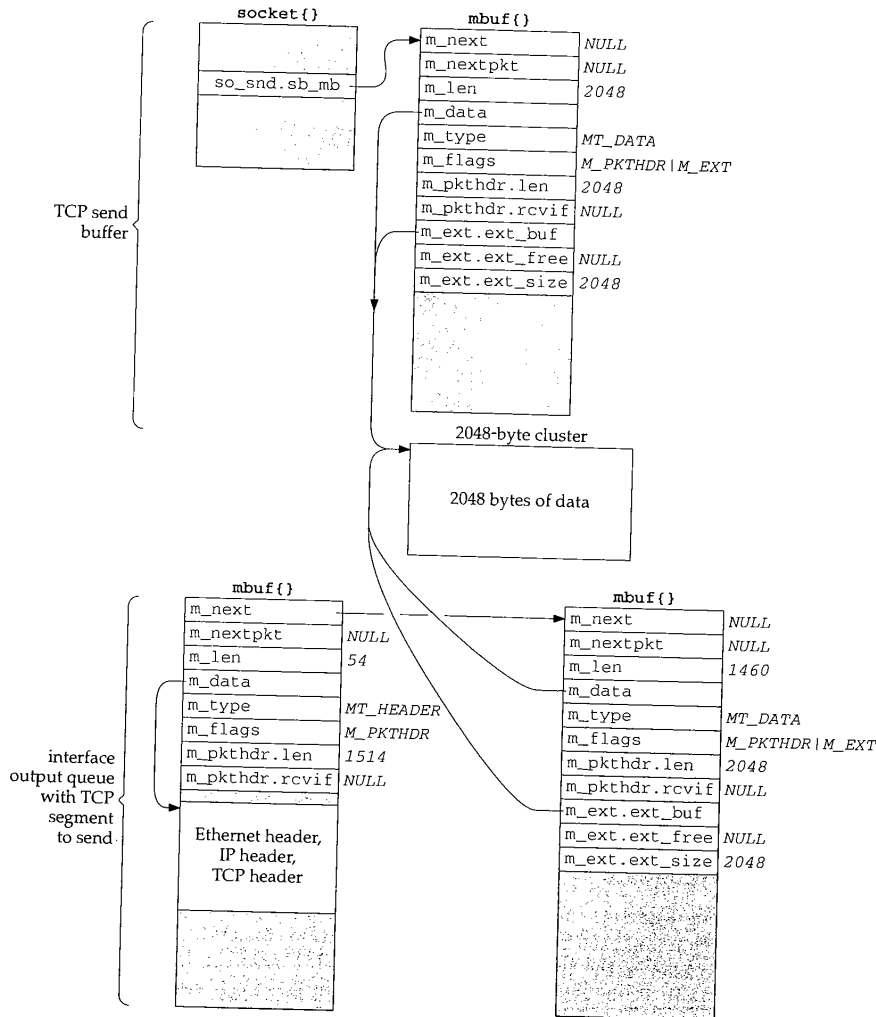 socket{}
so_snd.sb_mb
TCP send
buffer
mbuf{}
m_next NULL
m_nextpkt NULL
m_len 2048
m_data
m_type MT_DATA
m_flags M_PKTHDR|M_EXT
m_pkthdr.len 2048
m_pkthdr.rcvif NULL
m_ext.ext_buf
m_ext.ext_free NULL
m_ext.ext_size 2048
2048-byte cluster
2048 bytes of data
mbuf{}
m_next
m_nextpkt NULL
m_len 54
m_data
m_type MT_HEADER
m_flags M_PKTHDR
m_pkthdr.len 1514
m_pkthdr.rcvif NULL
Ethernet header,
IP header,
TCP header
interface
output queue
with TCP
segment
to send
mbuf{}
m_next NULL
m_nextpkt NULL
m_len 1460
m_data
m_type MT_DATA
m_flags M_PKTHDR|M_EXT
m_pkthdr.len 2048
m_pkthdr.rcvif NULL
m_ext.ext_buf
m_ext.ext_free NULL
m_ext.ext_size 2048